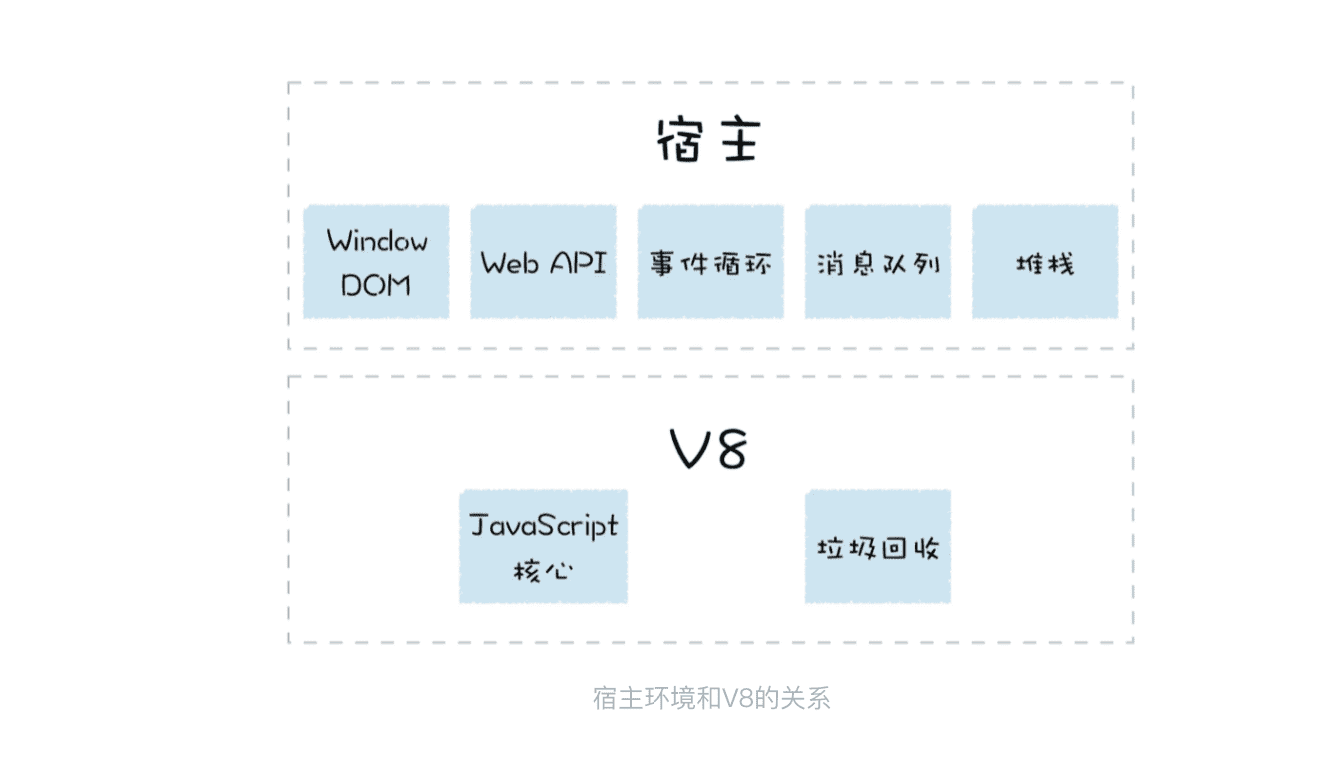 宿主
Window
DOM
Web API
事件循环
消息队列
堆栈
V8
JavaScript
核心
垃圾回收
宿主环境和V8的关系